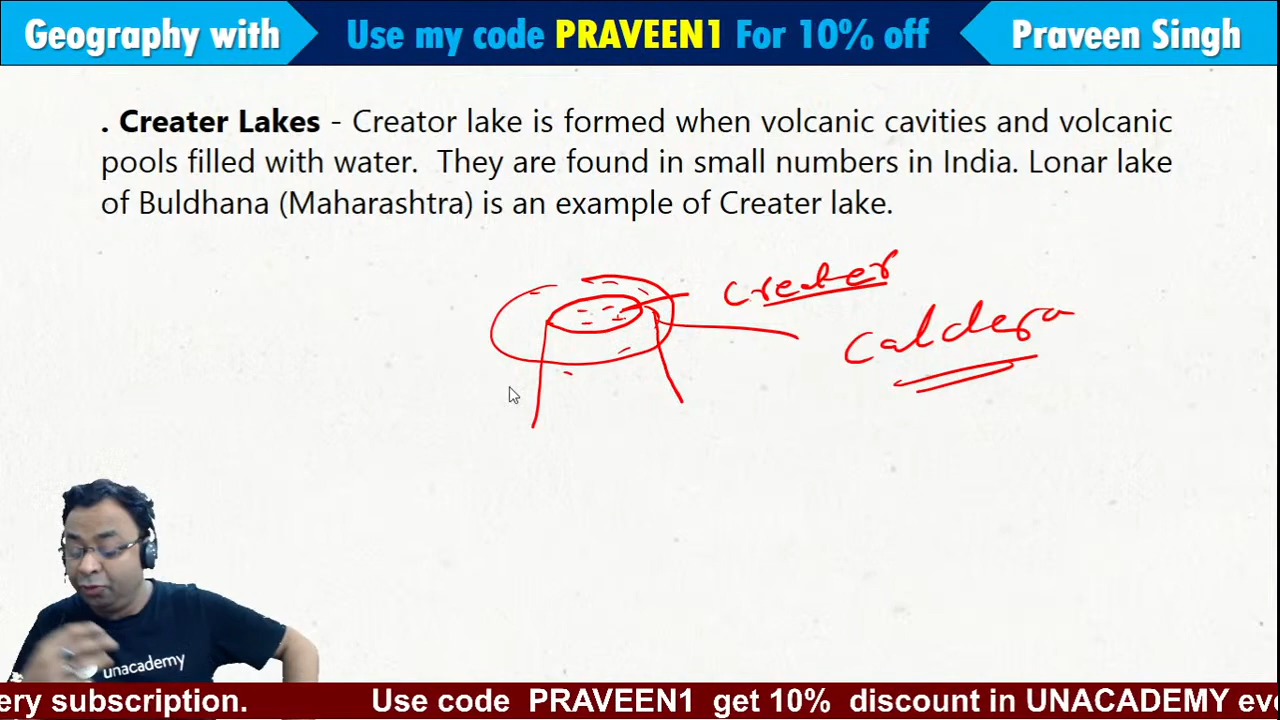 Geography with
Use my code PRAVEEN1 For 10% off
Praveen Singh
. Creater Lakes - Creator lake is formed when volcanic cavities and volcanic
pools filled with water. They are found in small numbers in India. Lonar lake
of Buldhana (Maharashtra) is an example of Creater lake.
Creater
Caldera
unacademy
ery subscription.
Use code PRAVEEN1 get 10% discount in UNACADEMY eve